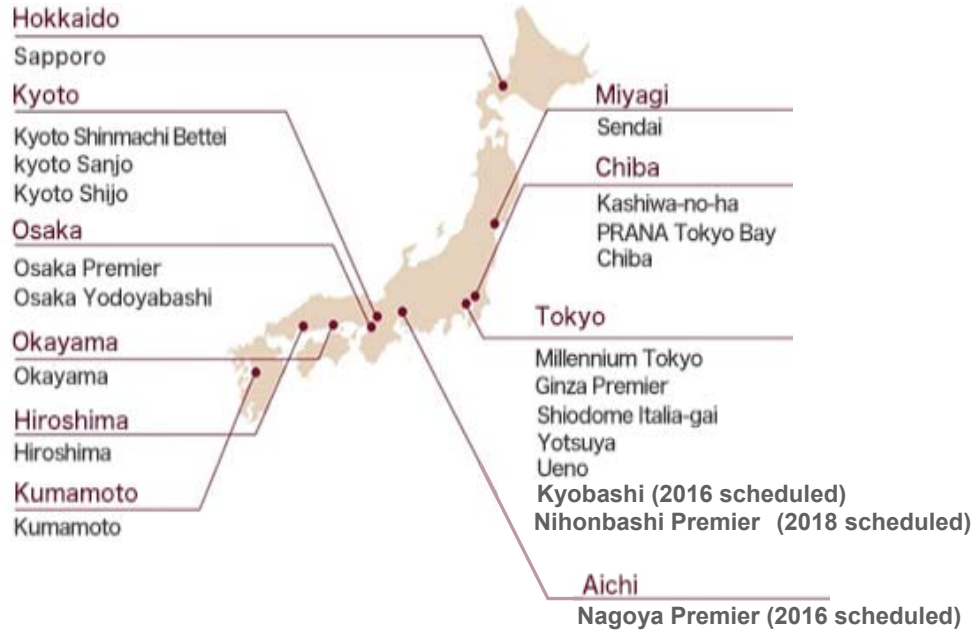 Hokkaido
Sapporo
Kyoto
Kyoto Shinmachi Bettei
kyoto Sanjo
Kyoto Shijo
Osaka
Osaka Premier
Osaka Yodoyabashi
Okayama
Okayama
Hiroshima
Hiroshima
Kumamoto
Kumamoto
Miyagi
Sendai
Chiba
Kashiwa-no-ha
PRANA Tokyo Bay
Chiba
Tokyo
Millennium Tokyo
Ginza Premier
Shiodome Italia-gai
Yotsuya
Ueno
Kyobashi (2016 scheduled)
Nihonbashi Premier (2018 scheduled)
Aichi
Nagoya Premier (2016 scheduled)